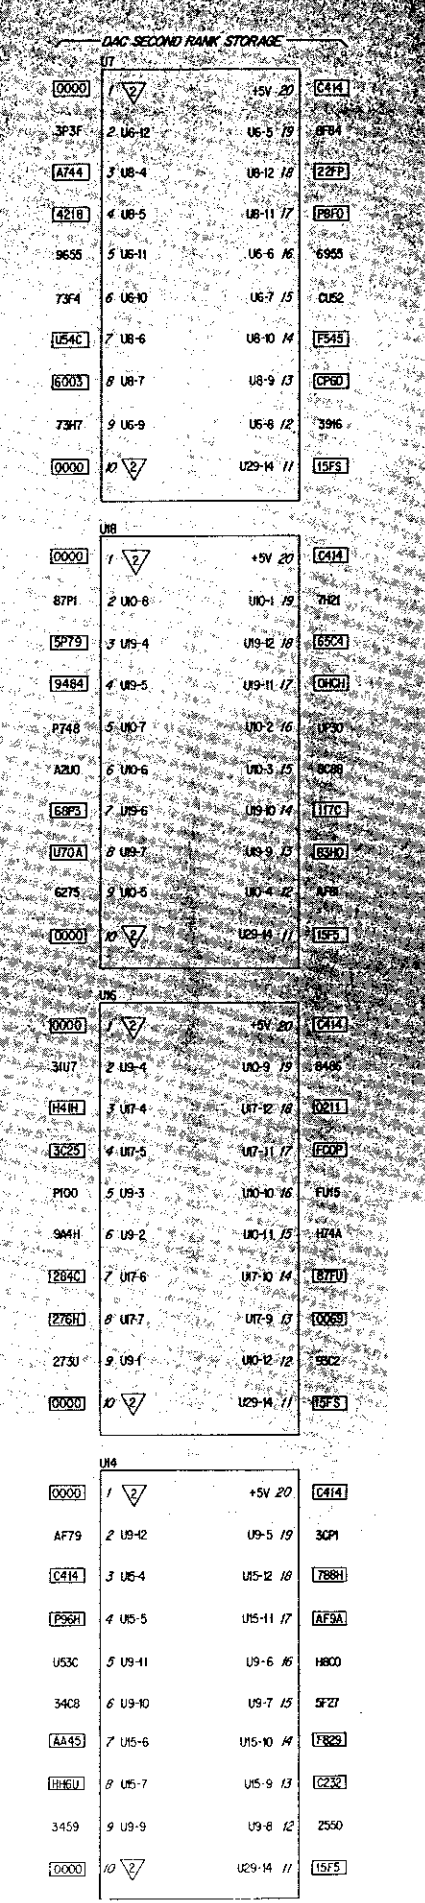 DAC SECOND RANK STORAGE
U7
0000 1 2 +5V 20 C414
3P3F 2 U6-12 U6-5 19 8F84
A744 3 U8-4 U8-12 18 22FP
4218 4 U8-5 U8-11 17 P8F0
9655 5 U6-11 U6-6 16 6955
73F4 6 U6-10 U6-7 15 CU52
U54C 7 U8-6 U8-10 14 F545
6003 8 U8-7 U8-9 13 CP60
73H7 9 U6-9 U6-8 12 3916
0000 10 2 U29-14 11 15F5
U18
0000 1 2 +5V 20 C414
87P1 2 U10-8 U10-1 19 7H21
5P79 3 U19-4 U19-12 18 65C4
9484 4 U19-5 U19-11 17 0HCH
P748 5 U10-7 U10-2 16 UP90
A2U0 6 U10-6 U10-3 15 8C88
68P3 7 U19-6 U19-10 14 117C
U70A 8 U19-7 U19-9 13 83H0
6275 9 U10-5 U10-4 12 AF81
0000 10 2 U29-14 11 15F5
U16
0000 1 2 +5V 20 C414
31U7 2 U9-4 U10-9 19 8486
H41H 3 U17-4 U17-12 18 0211
3C25 4 U17-5 U17-11 17 FC0P
P100 5 U9-3 U10-10 16 FU15
9A4H 6 U9-2 U10-11 15 H74A
284C 7 U17-6 U17-10 14 87FU
276H 8 U17-7 U17-9 13 0069
273U 9 U9-1 U10-12 12 93C2
0000 10 2 U29-14 11 15F5
U14
0000 1 2 +5V 20 C414
AF79 2 U9-12 U9-5 19 3CP1
C414 3 U15-4 U15-12 18 788H
P96H 4 U15-5 U15-11 17 AF9A
U53C 5 U9-11 U9-6 16 H800
34C8 6 U9-10 U9-7 15 5F27
AA45 7 U15-6 U15-10 14 F829
HH6U 8 U15-7 U15-9 13 C232
3459 9 U9-9 U9-8 12 2550
0000 10 2 U29-14 11 15F5